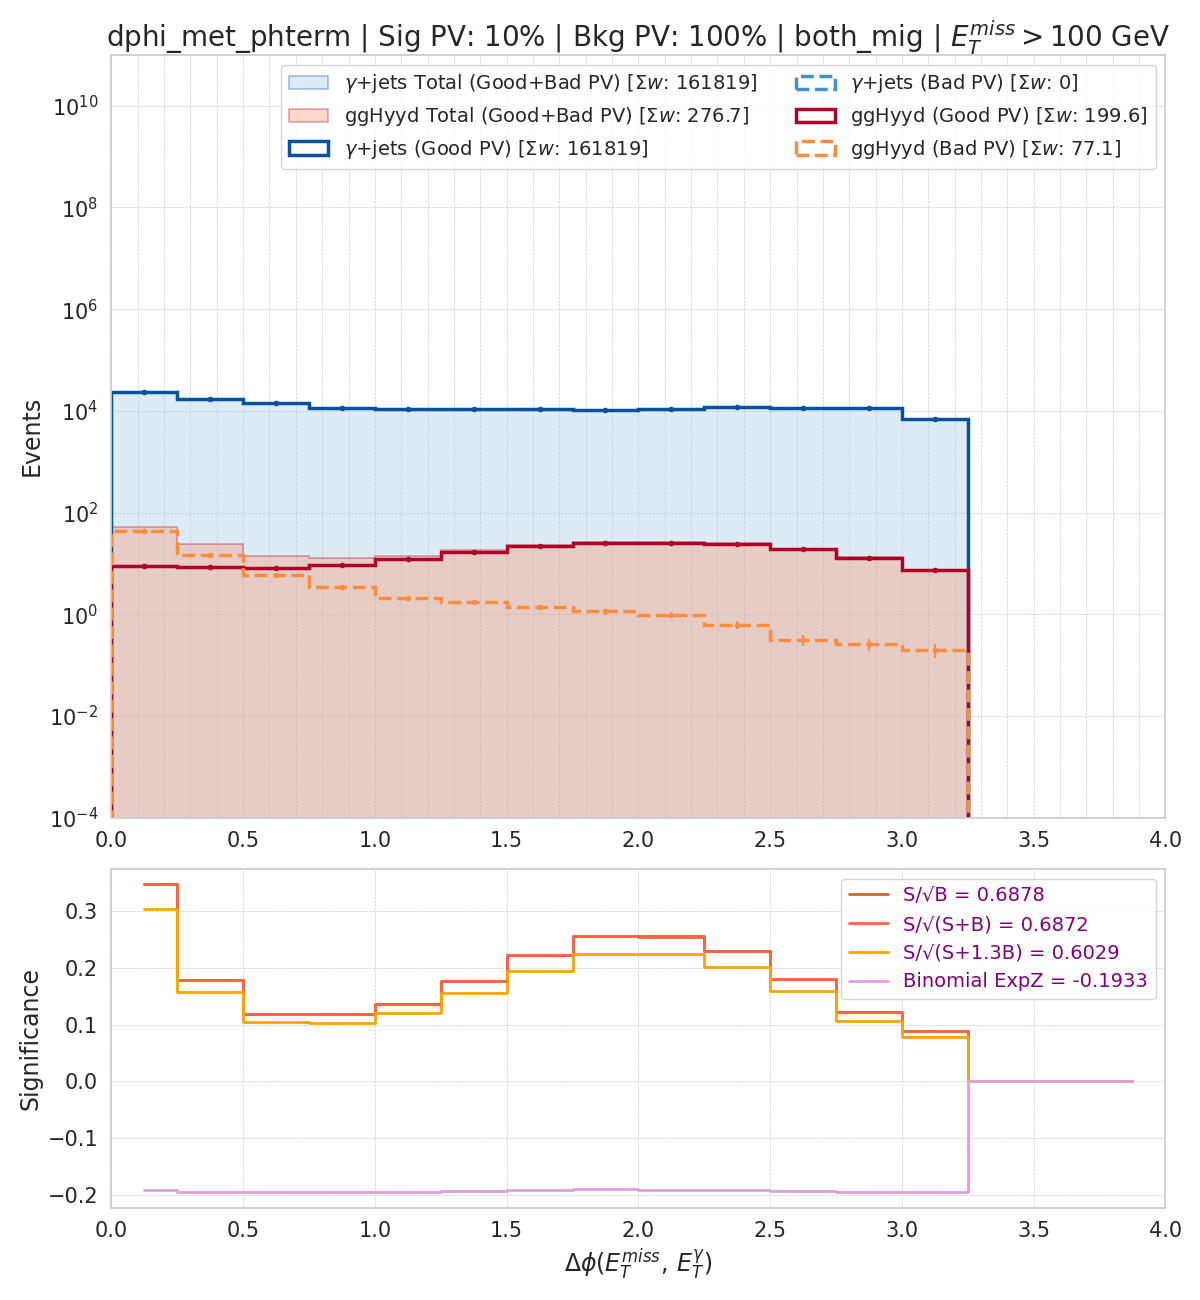 dphi_met_phterm | Sig PV: 10% | Bkg PV: 100% | both_mig | $E_T^{miss} > 100$ GeV
γ+jets Total (Good+Bad PV) [Σw: 161819]
ggHyyd Total (Good+Bad PV) [Σw: 276.7]
γ+jets (Good PV) [Σw: 161819]
γ+jets (Bad PV) [Σw: 0]
ggHyyd (Good PV) [Σw: 199.6]
ggHyyd (Bad PV) [Σw: 77.1]
Events
$10^{10}$
$10^{8}$
$10^{6}$
$10^{4}$
$10^{2}$
$10^{0}$
$10^{-2}$
$10^{-4}$
0.0 0.5 1.0 1.5 2.0 2.5 3.0 3.5 4.0
S/√B = 0.6878
S/√(S+B) = 0.6872
S/√(S+1.3B) = 0.6029
Binomial ExpZ = -0.1933
Significance
0.3
0.2
0.1
0.0
−0.1
−0.2
0.0 0.5 1.0 1.5 2.0 2.5 3.0 3.5 4.0
$\Delta\phi(E_T^{miss}, E_T^{\gamma})$